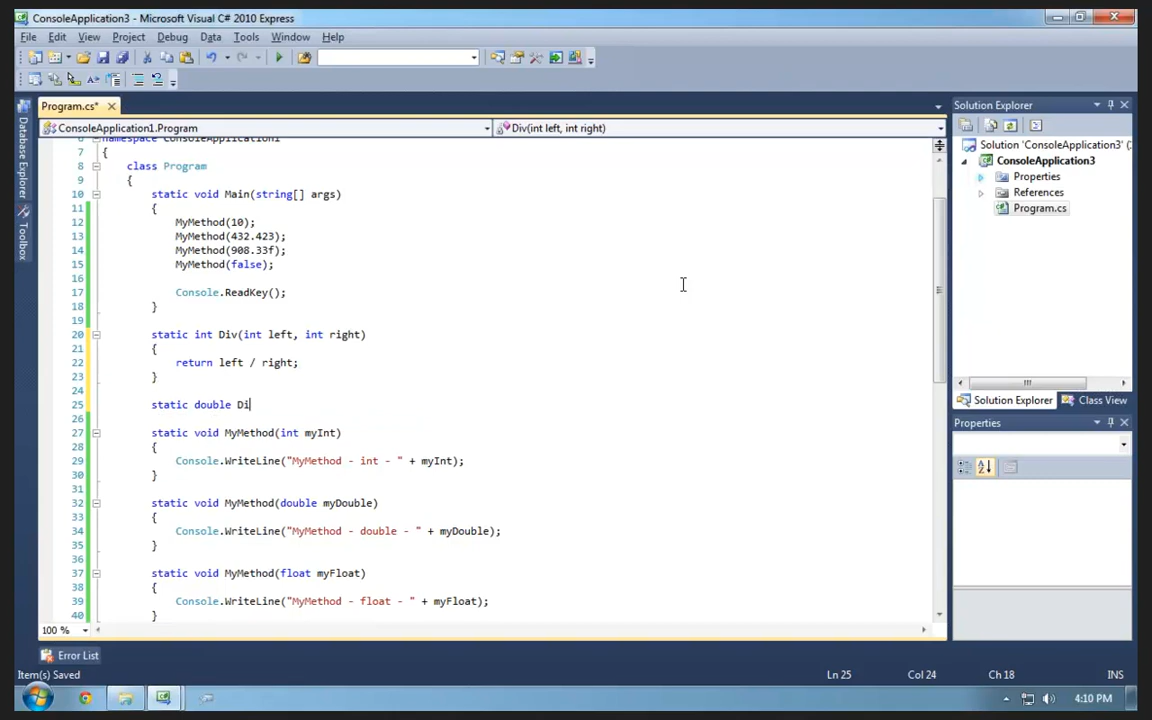 ConsoleApplication3 - Microsoft Visual C# 2010 Express
File Edit View Project Debug Data Tools Window Help
Program.cs* ×
ConsoleApplication1.Program
Div(int left, int right)
Database Explorer
Toolbox
6 namespace ConsoleApplication1
7 {
8 class Program
9 {
10 static void Main(string[] args)
11 {
12 MyMethod(10);
13 MyMethod(432.423);
14 MyMethod(908.33f);
15 MyMethod(false);
16
17 Console.ReadKey();
18 }
19
20 static int Div(int left, int right)
21 {
22 return left / right;
23 }
24
25 static double Di
26
27 static void MyMethod(int myInt)
28 {
29 Console.WriteLine("MyMethod - int - " + myInt);
30 }
31
32 static void MyMethod(double myDouble)
33 {
34 Console.WriteLine("MyMethod - double - " + myDouble);
35 }
36
37 static void MyMethod(float myFloat)
38 {
39 Console.WriteLine("MyMethod - float - " + myFloat);
40 }
100 %
Solution Explorer
Solution 'ConsoleApplication3' (
ConsoleApplication3
Properties
References
Program.cs
Solution Explorer Class View
Properties
Error List
Item(s) Saved Ln 25 Col 24 Ch 18 INS
4:10 PM